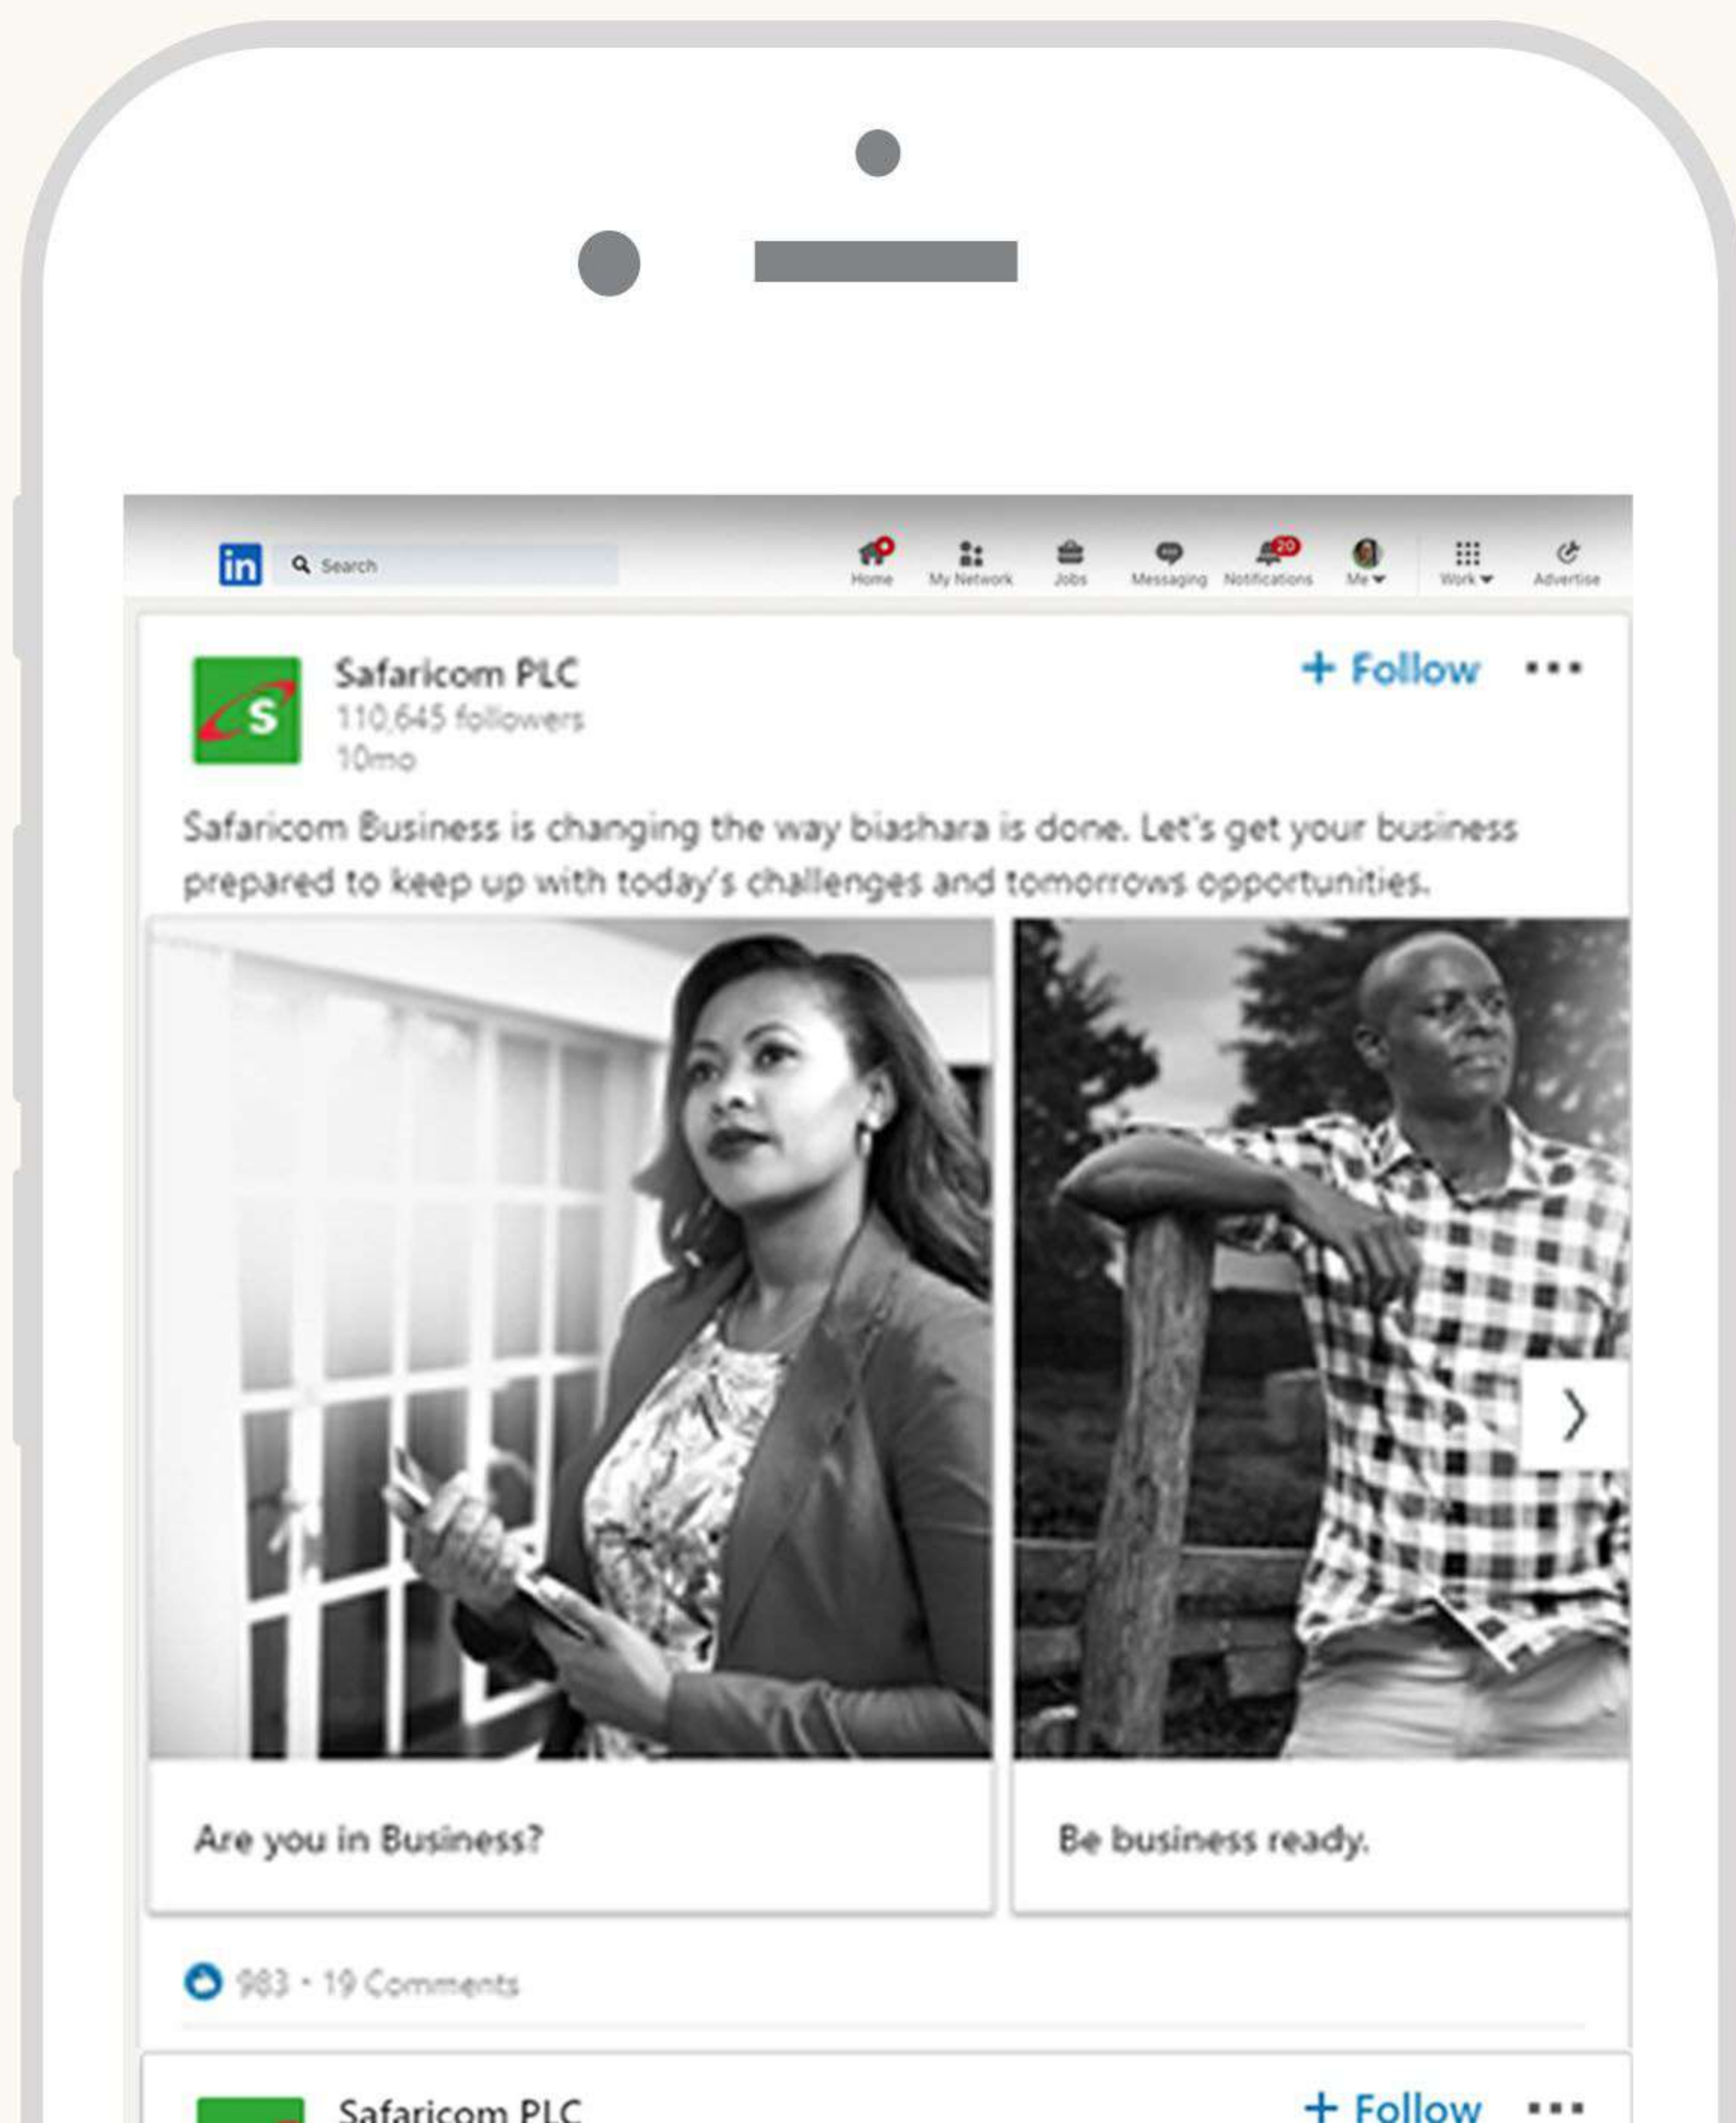 in Search
Home My Network Jobs Messaging Notifications 20 Me Work Advertise
S
Safaricom PLC
+ Follow
110,645 followers
10mo
Safaricom Business is changing the way biashara is done. Let's get your business
prepared to keep up with today's challenges and tomorrows opportunities.
Are you in Business?
Be business ready.
983 • 19 Comments
Safaricom PLC
+ Follow